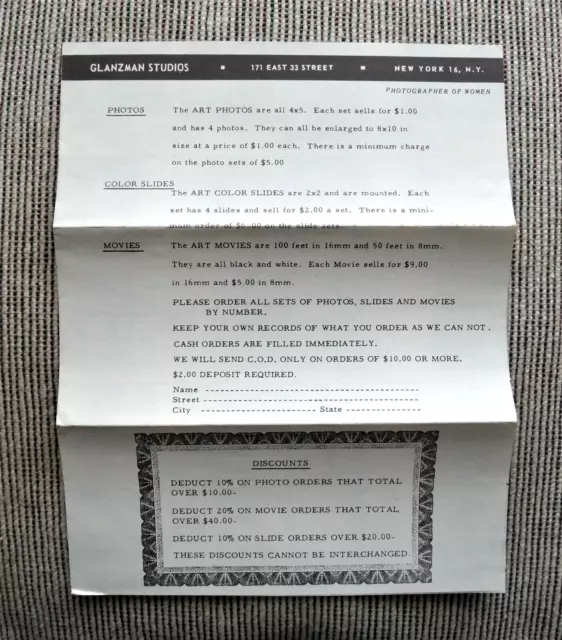 GLANZMAN STUDIOS ▪ 171 EAST 33 STREET ▪ NEW YORK 16, N.Y.
PHOTOGRAPHER OF WOMEN
PHOTOS The ART PHOTOS are all 4x5. Each set sells for $1.00
and has 4 photos. They can all be enlarged to 8x10 in
size at a price of $1.00 each. There is a minimum charge
on the photo sets of $5.00
COLOR SLIDES
The ART COLOR SLIDES are 2x2 and are mounted. Each
set has 4 slides and sell for $2.00 a set. There is a mini-
mum order of $6.00 on the slide sets.
MOVIES The ART MOVIES are 100 feet in 16mm and 50 feet in 8mm.
They are all black and white. Each Movie sells for $9.00
in 16mm and $5.00 in 8mm.
PLEASE ORDER ALL SETS OF PHOTOS, SLIDES AND MOVIES
BY NUMBER.
KEEP YOUR OWN RECORDS OF WHAT YOU ORDER AS WE CAN NOT.
CASH ORDERS ARE FILLED IMMEDIATELY.
WE WILL SEND C.O.D. ONLY ON ORDERS OF $10.00 OR MORE.
$2.00 DEPOSIT REQUIRED.
Name
Street
City State
DISCOUNTS
DEDUCT 10% ON PHOTO ORDERS THAT TOTAL
OVER $10.00-
DEDUCT 20% ON MOVIE ORDERS THAT TOTAL
OVER $40.00-
DEDUCT 10% ON SLIDE ORDERS OVER $20.00-
THESE DISCOUNTS CANNOT BE INTERCHANGED.